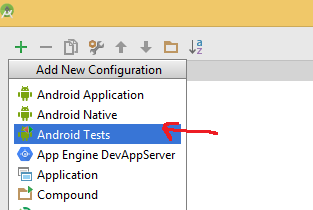 Add New Configuration
Android Application
Android Native
Android Tests
App Engine DevAppServer
Application
Compound